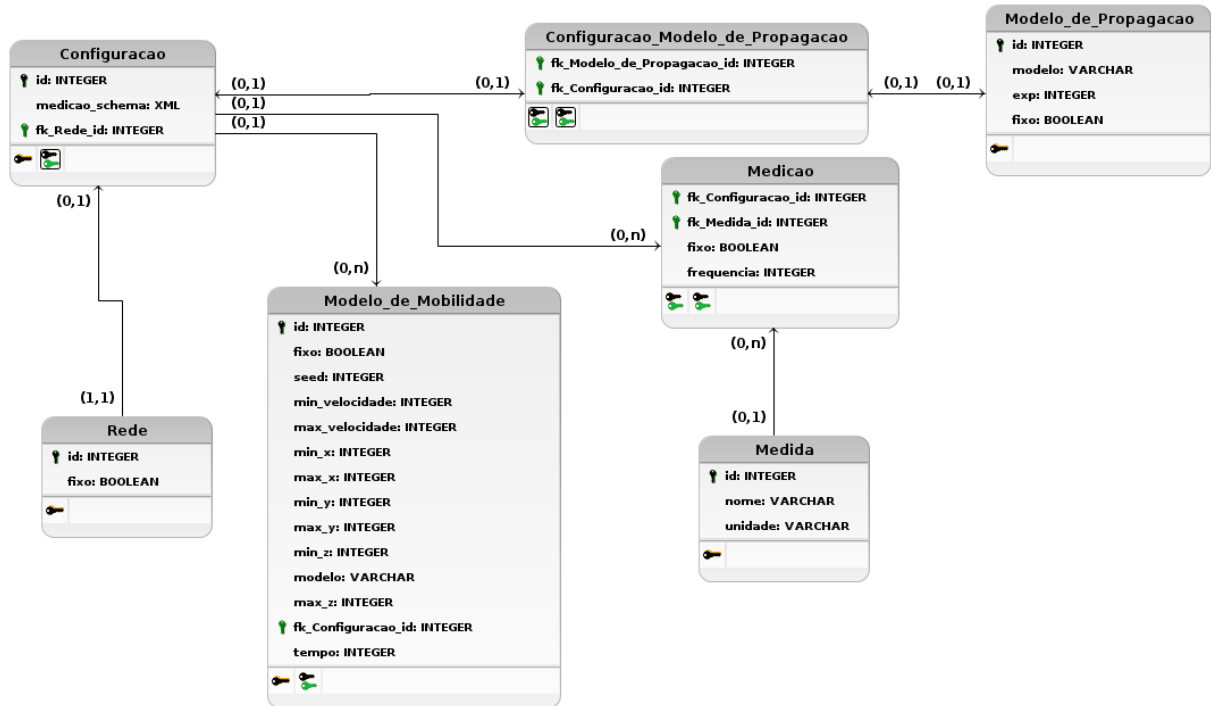 Configuracao
id: INTEGER
medicao_schema: XML
fk_Rede_id: INTEGER
(0,1)
(0,1)
(0,1)
(0,1)
Configuracao_Modelo_de_Propagacao
fk_Modelo_de_Propagacao_id: INTEGER
fk_Configuracao_id: INTEGER
(0,1)
(0,1)
Modelo_de_Propagacao
id: INTEGER
modelo: VARCHAR
exp: INTEGER
fixo: BOOLEAN
(0,1)
Medicao
fk_Configuracao_id: INTEGER
fk_Medida_id: INTEGER
fixo: BOOLEAN
frequencia: INTEGER
(0,n)
(0,n)
Modelo_de_Mobilidade
id: INTEGER
fixo: BOOLEAN
seed: INTEGER
min_velocidade: INTEGER
max_velocidade: INTEGER
min_x: INTEGER
max_x: INTEGER
min_y: INTEGER
max_y: INTEGER
min_z: INTEGER
modelo: VARCHAR
max_z: INTEGER
fk_Configuracao_id: INTEGER
tempo: INTEGER
(0,n)
(0,1)
Medida
id: INTEGER
nome: VARCHAR
unidade: VARCHAR
(1,1)
Rede
id: INTEGER
fixo: BOOLEAN